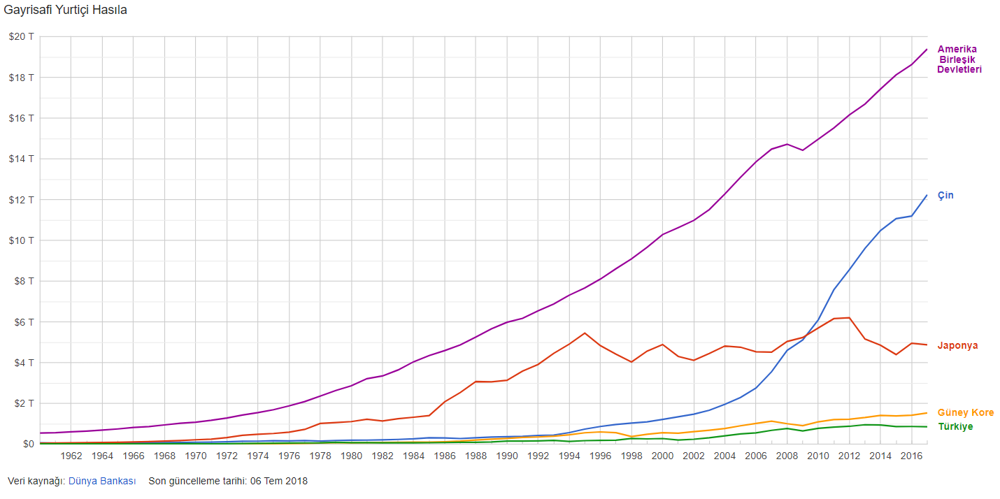 Gayrisafi Yurtiçi Hasıla
$20 T
$18 T
$16 T
$14 T
$12 T
$10 T
$8 T
$6 T
$4 T
$2 T
$0
Amerika
Birleşik
Devletleri
Çin
Japonya
Güney Kore
Türkiye
1962 1964 1966 1968 1970 1972 1974 1976 1978 1980 1982 1984 1986 1988 1990 1992 1994 1996 1998 2000 2002 2004 2006 2008 2010 2012 2014 2016
Veri kaynağı: Dünya Bankası Son güncelleme tarihi: 06 Tem 2018